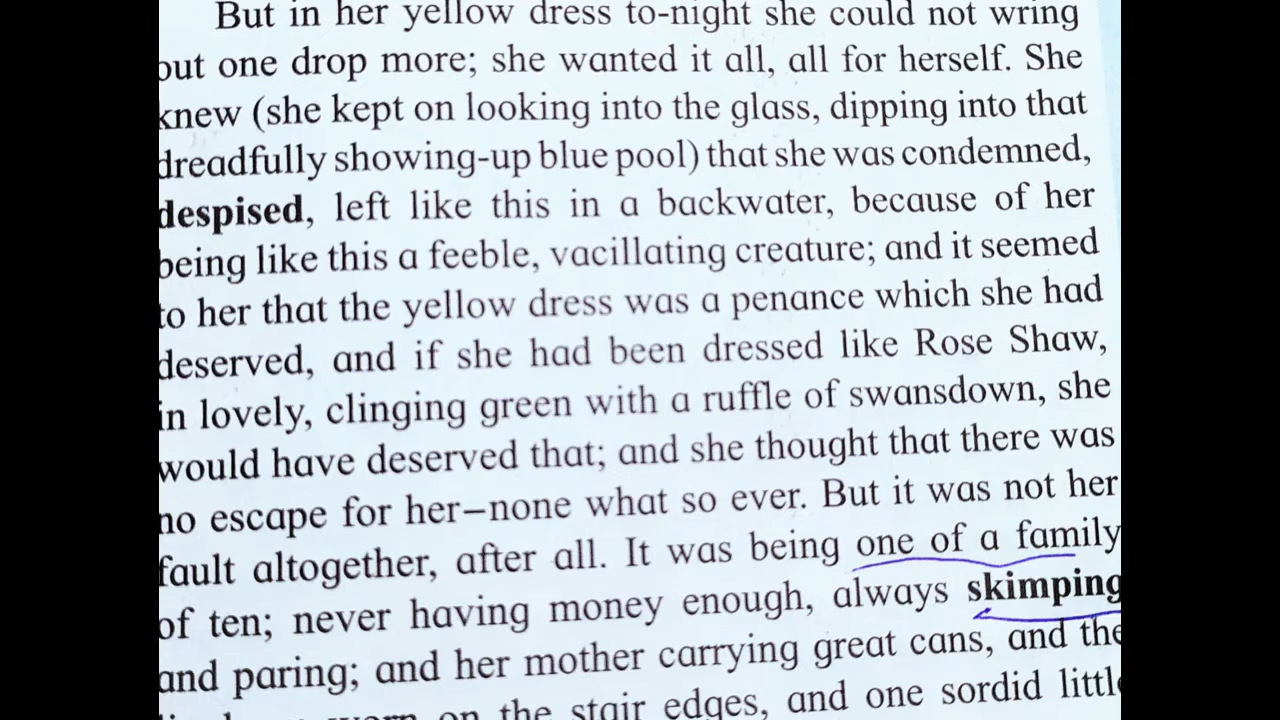 But in her yellow dress to-night she could not wring
out one drop more; she wanted it all, all for herself. She
knew (she kept on looking into the glass, dipping into that
dreadfully showing-up blue pool) that she was condemned,
despised, left like this in a backwater, because of her
being like this a feeble, vacillating creature; and it seemed
to her that the yellow dress was a penance which she had
deserved, and if she had been dressed like Rose Shaw,
in lovely, clinging green with a ruffle of swansdown, she
would have deserved that; and she thought that there was
no escape for her—none what so ever. But it was not her
fault altogether, after all. It was being one of a family
of ten; never having money enough, always skimping
and paring; and her mother carrying great cans, and the
worn on the stair edges, and one sordid little